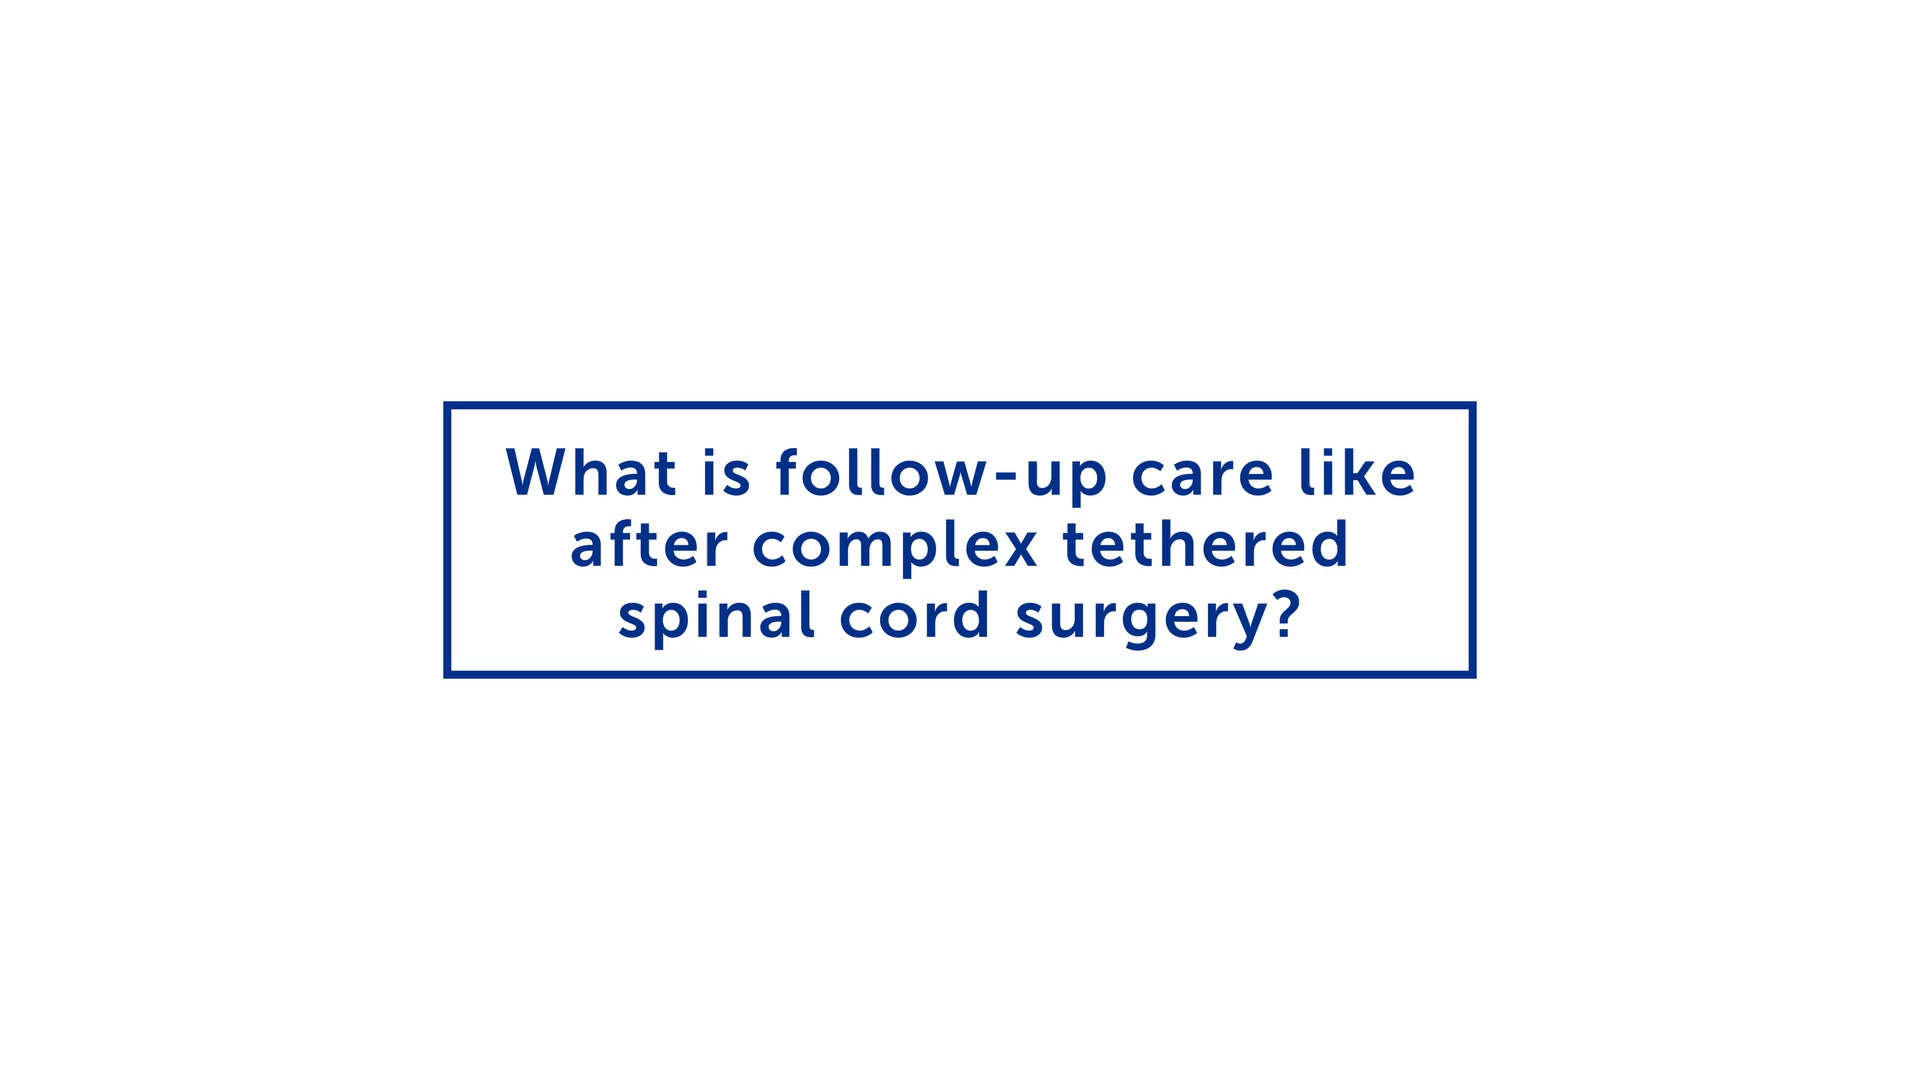 What is follow-up care like
after complex tethered
spinal cord surgery?